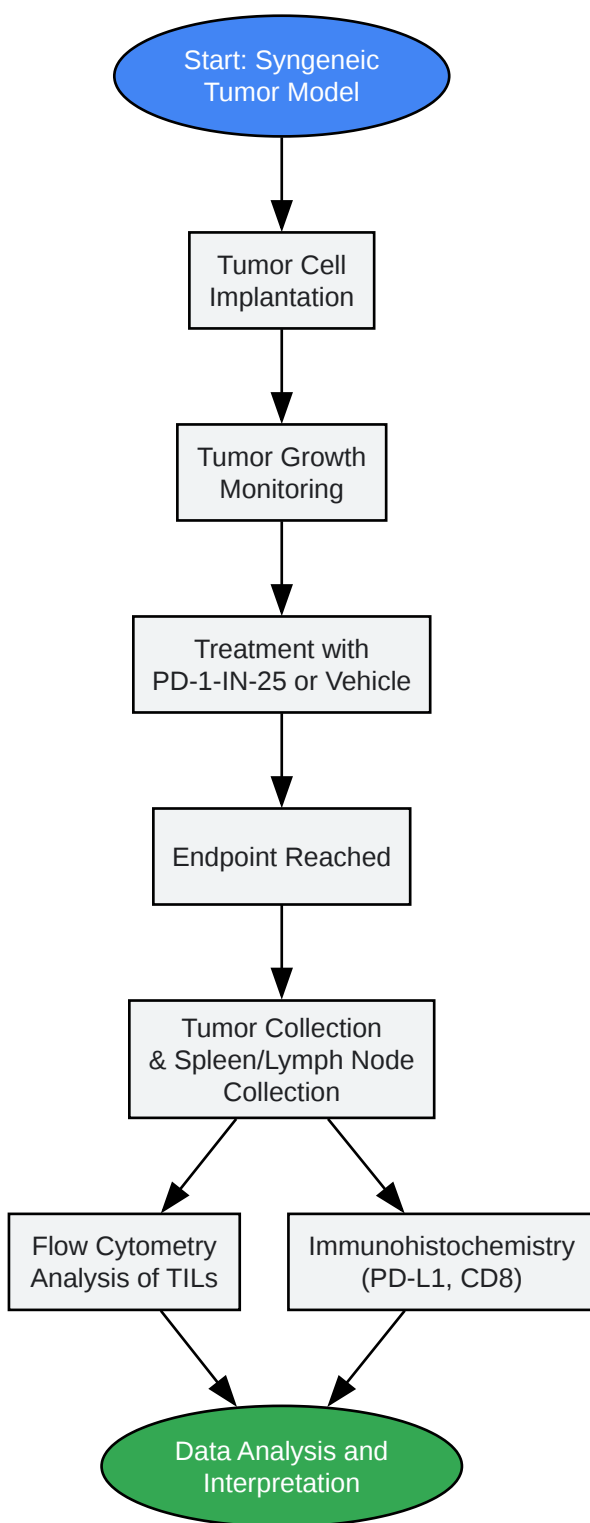 Start: Syngeneic
Tumor Model
Tumor Cell
Implantation
Tumor Growth
Monitoring
Treatment with
PD-1-IN-25 or Vehicle
Endpoint Reached
Tumor Collection
& Spleen/Lymph Node
Collection
Flow Cytometry
Analysis of TILs
Immunohistochemistry
(PD-L1, CD8)
Data Analysis and
Interpretation